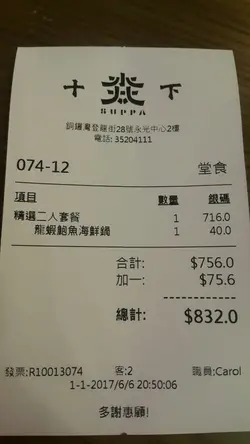 十 焱 下
SUPPA
銅鑼灣登龍街28號永光中心2樓
電話: 35204111
074-12 堂食
項目 數量 銀碼
精選二人套餐 1 716.0
龍蝦鮑魚海鮮鍋 1 40.0
合計: $756.0
加一: $75.6
總計: $832.0
發票:R10013074 客:2 職員:Carol
1-1-2017/6/6 20:50:06
多謝惠顧!